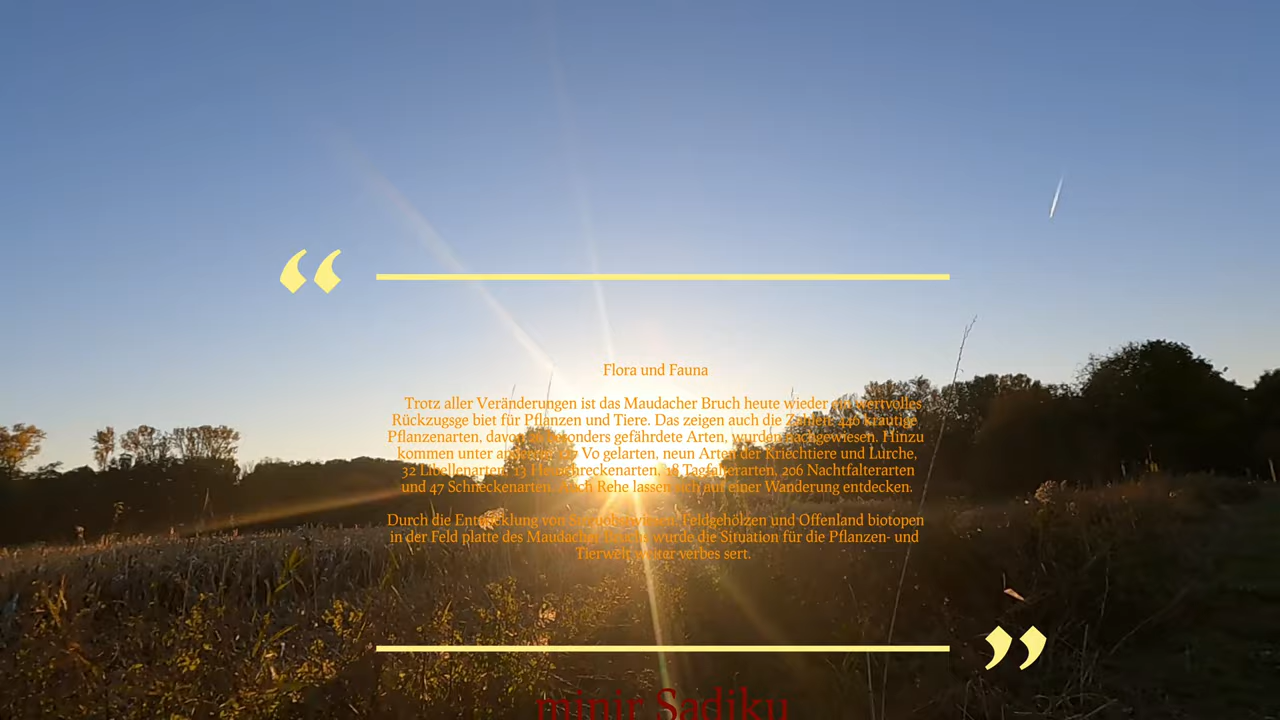 “
Flora und Fauna
Trotz aller Veränderungen ist das Maudacher Bruch heute wieder ein wertvolles
Rückzugsge biet für Pflanzen und Tiere. Das zeigen auch die Zahlen: 446 krautige
Pflanzenarten, davon besonders gefährdete Arten, wurden nachgewiesen. Hinzu
kommen unter anderem Vo gelarten, neun Arten der Kriechtiere und Lurche,
32 Libellenarten, 13 Heuschreckenarten, 18 Tagfalterarten, 206 Nachtfalterarten
und 47 Schneckenarten. Auch Rehe lassen sich auf einer Wanderung entdecken.
Durch die Entwicklung von Feldgehölzen und Offenland biotopen
in der Feld platte des Maudacher Bruchs wurde die Situation für die Pflanzen- und
Tierwelt weiter verbes sert.
”
minir Sadiku